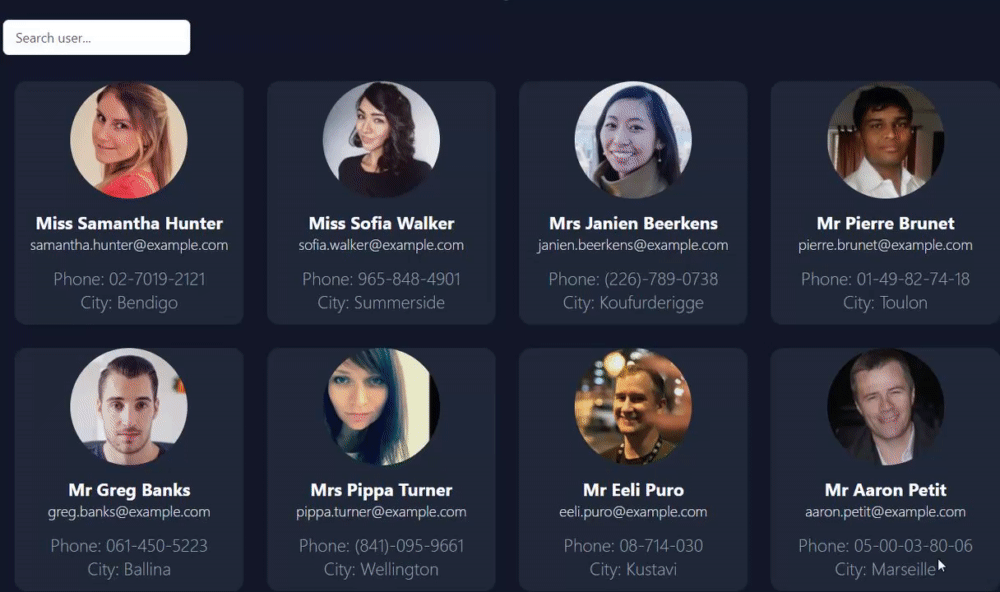 Search user...
Miss Samantha Hunter
samantha.hunter@example.com
Phone: 02-7019-2121
City: Bendigo
Miss Sofia Walker
sofia.walker@example.com
Phone: 965-848-4901
City: Summerside
Mrs Janien Beerkens
janien.beerkens@example.com
Phone: (226)-789-0738
City: Koufurderigge
Mr Pierre Brunet
pierre.brunet@example.com
Phone: 01-49-82-74-18
City: Toulon
Mr Greg Banks
greg.banks@example.com
Phone: 061-450-5223
City: Ballina
Mrs Pippa Turner
pippa.turner@example.com
Phone: (841)-095-9661
City: Wellington
Mr Eeli Puro
eeli.puro@example.com
Phone: 08-714-030
City: Kustavi
Mr Aaron Petit
aaron.petit@example.com
Phone: 05-00-03-80-06
City: Marseille